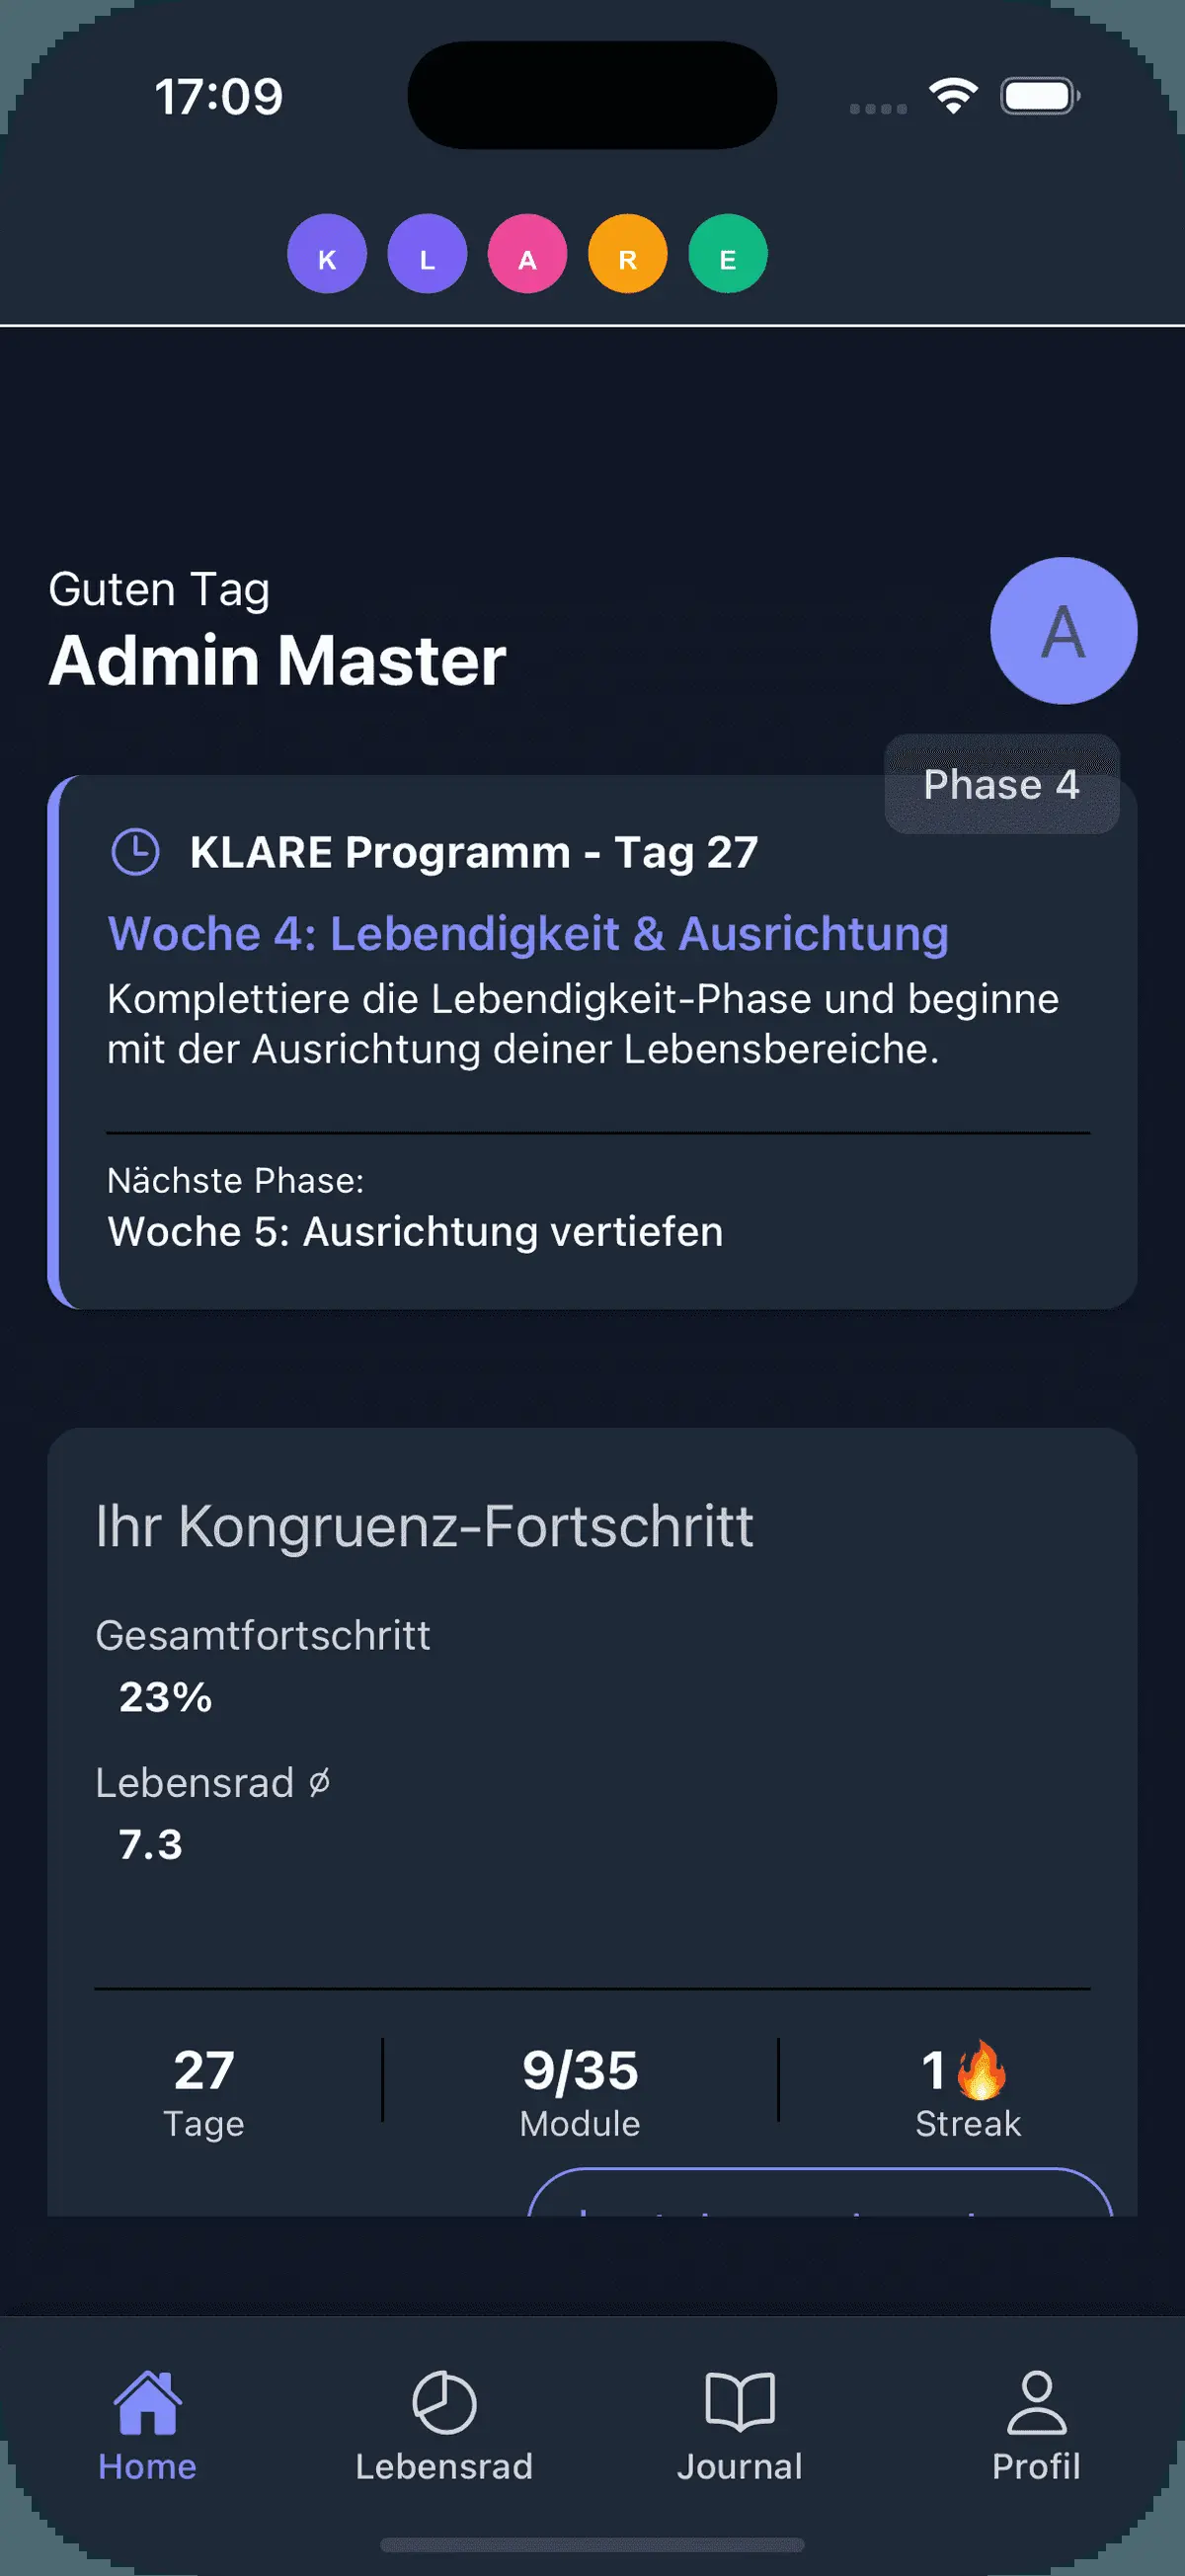 17:09
K L A R E
Guten Tag
Admin Master
A
Phase 4
KLARE Programm - Tag 27
Woche 4: Lebendigkeit & Ausrichtung
Komplettiere die Lebendigkeit-Phase und beginne
mit der Ausrichtung deiner Lebensbereiche.
Nächste Phase:
Woche 5: Ausrichtung vertiefen
Ihr Kongruenz-Fortschritt
Gesamtfortschritt
23%
Lebensrad ∅
7.3
27 9/35 1🔥
Tage Module Streak
Home Lebensrad Journal Profil